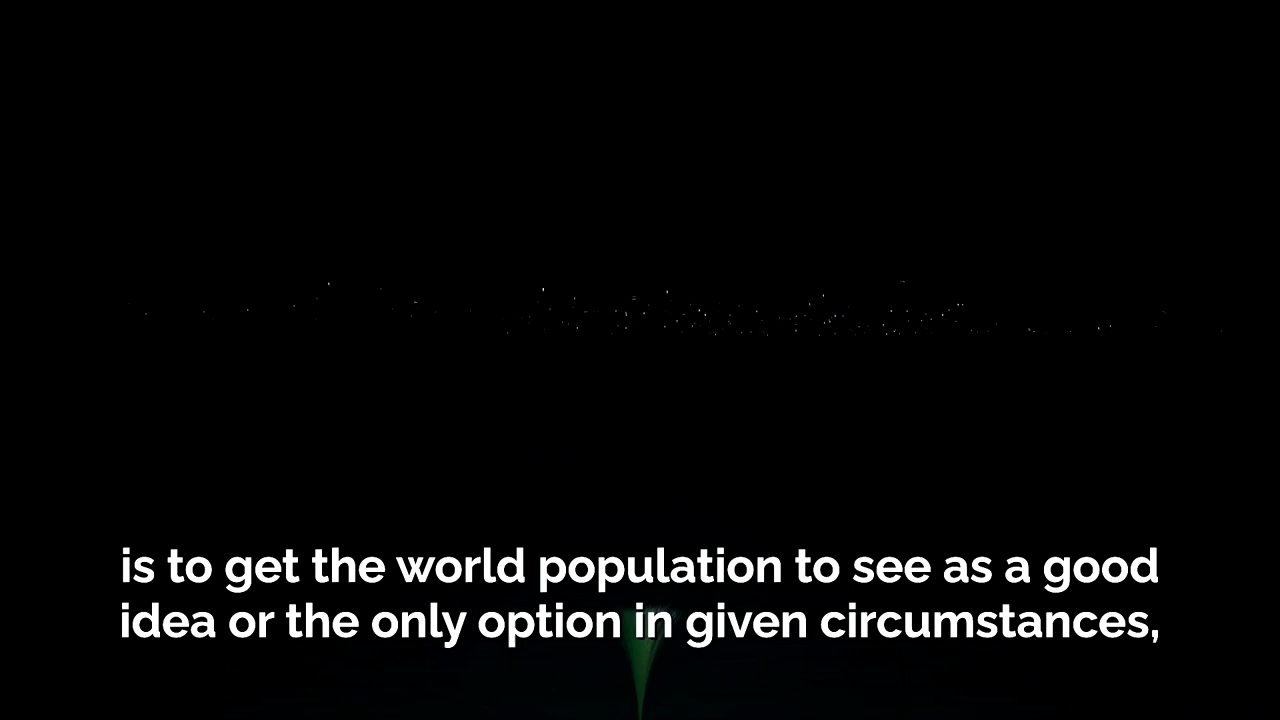 is to get the world population to see as a good
idea or the only option in given circumstances,